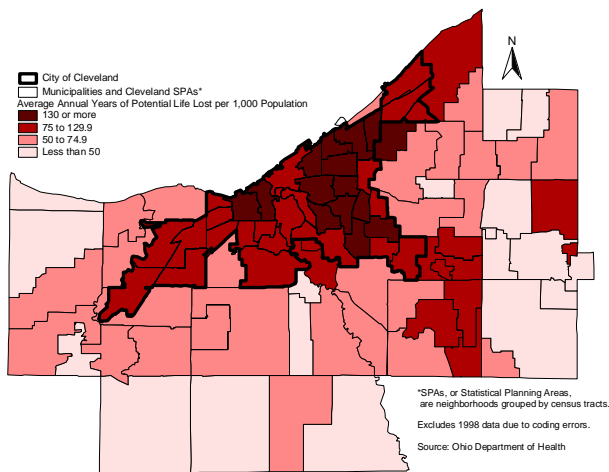 N
City of Cleveland
Municipalities and Cleveland SPAs*
Average Annual Years of Potential Life Lost per 1,000 Population
130 or more
75 to 129.9
50 to 74.9
Less than 50
*SPAs, or Statistical Planning Areas,
are neighborhoods grouped by census tracts.
Excludes 1998 data due to coding errors.
Source: Ohio Department of Health